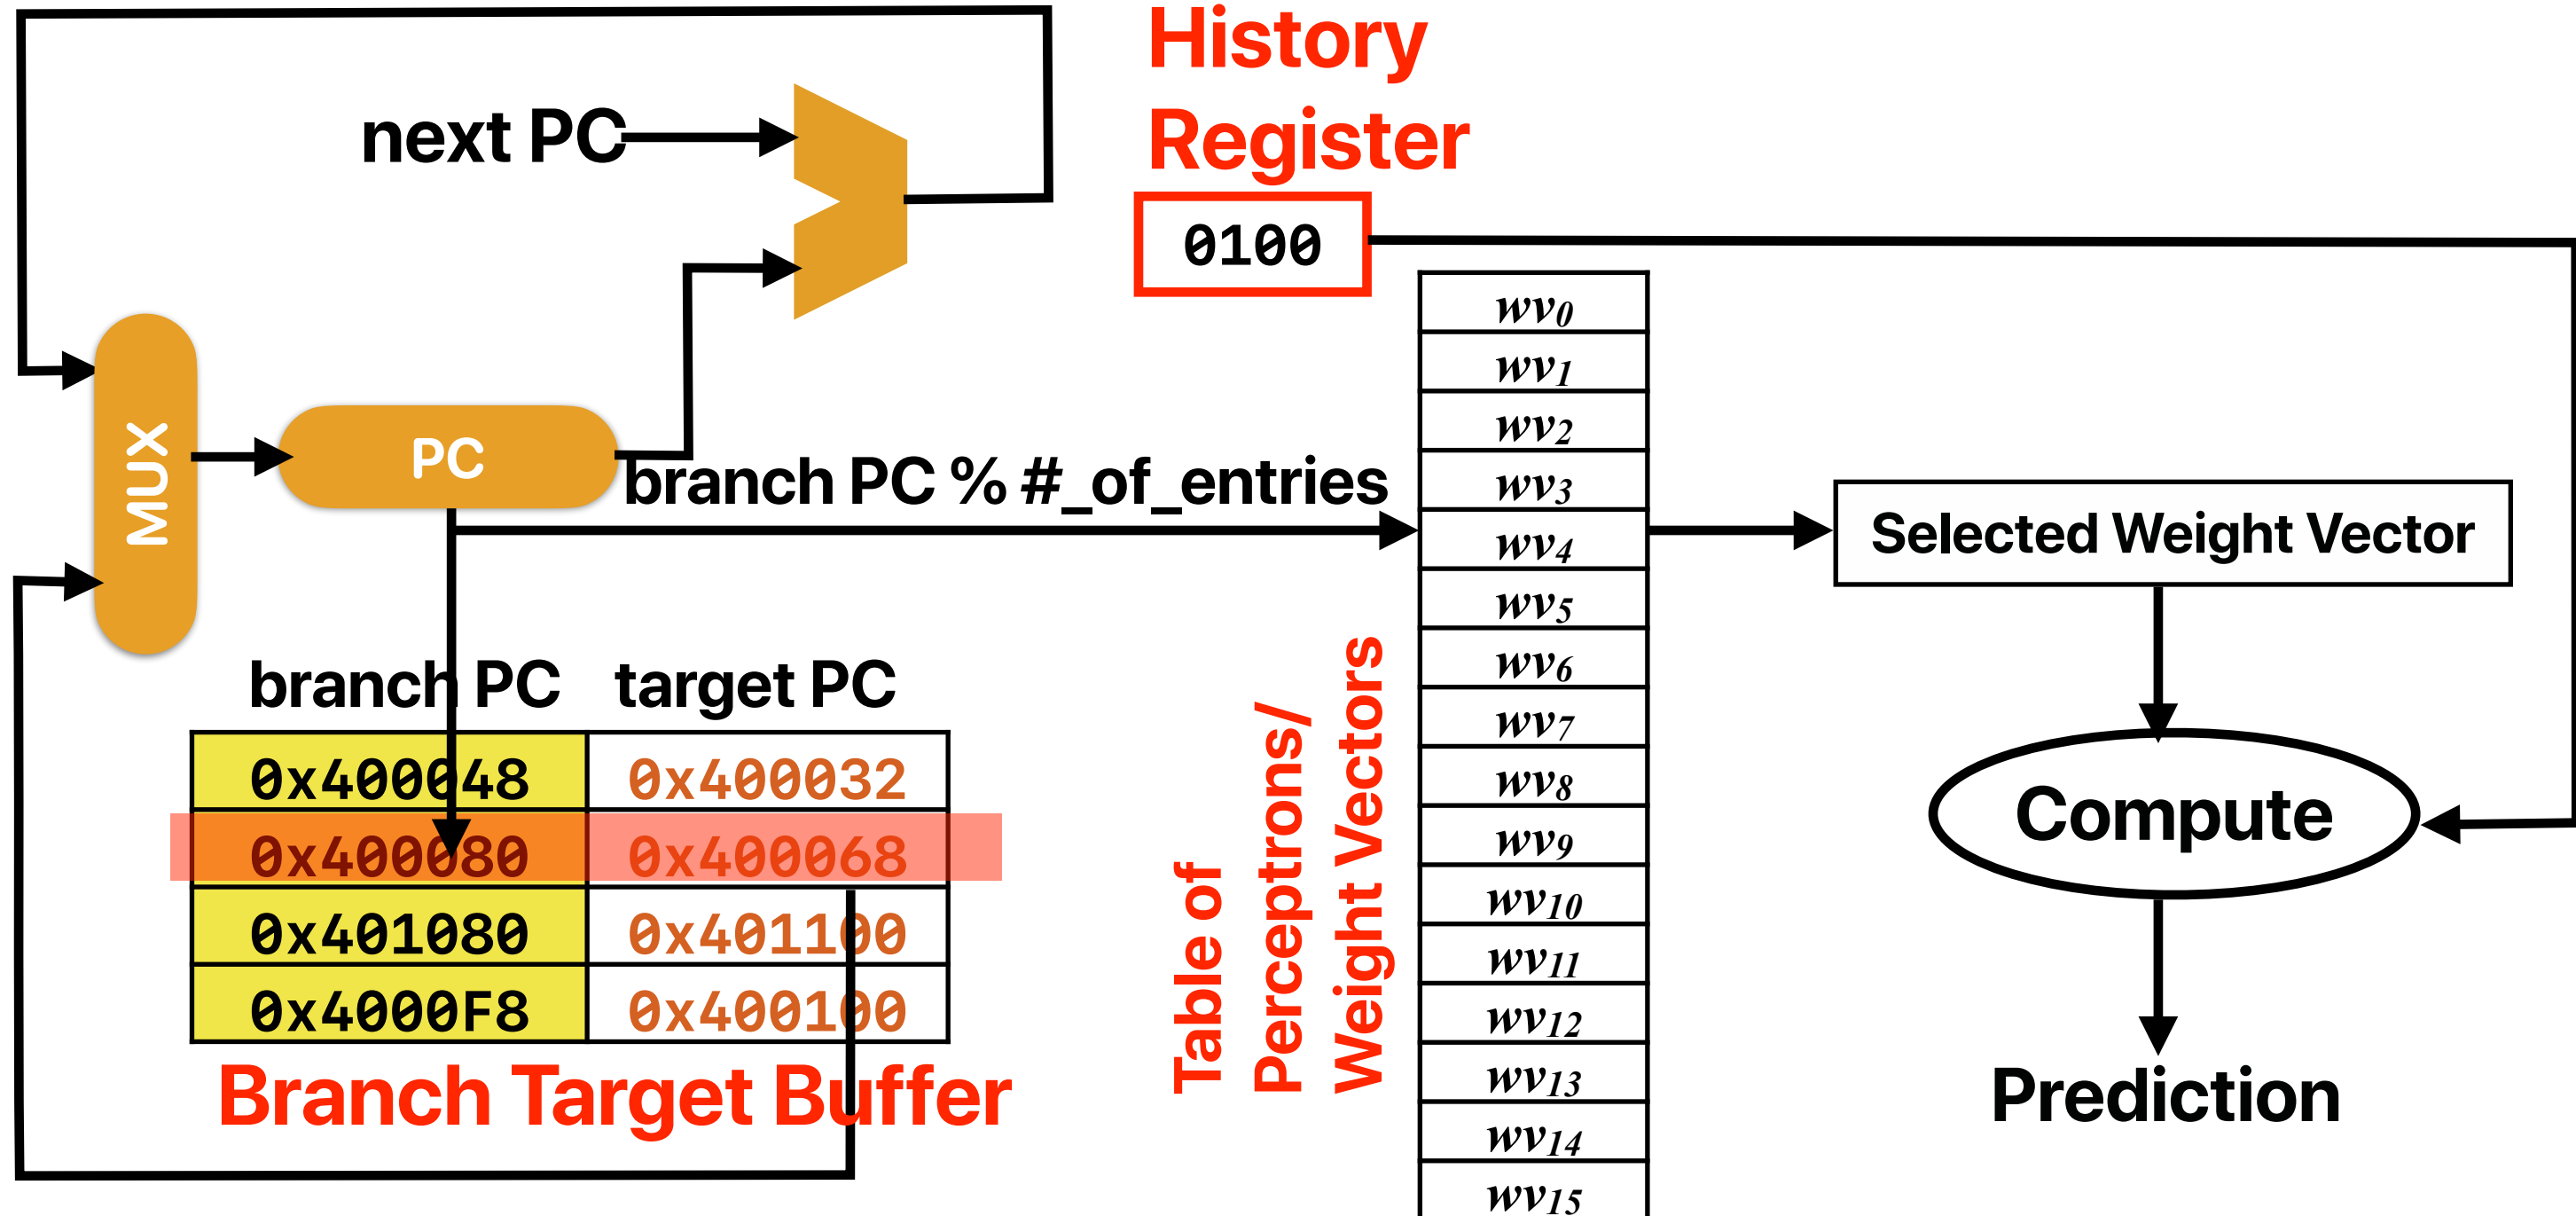 History
Register
next PC
0100
MUX
PC
branch PC % #_of_entries
wv0
wv1
wv2
wv3
wv4
wv5
wv6
wv7
wv8
wv9
wv10
wv11
wv12
wv13
wv14
wv15
Selected Weight Vector
branch PC target PC
0x400048 0x400032
0x400080 0x400068
0x401080 0x401100
0x4000F8 0x400100
Branch Target Buffer
Table of
Perceptrons/
Weight Vectors
Compute
Prediction